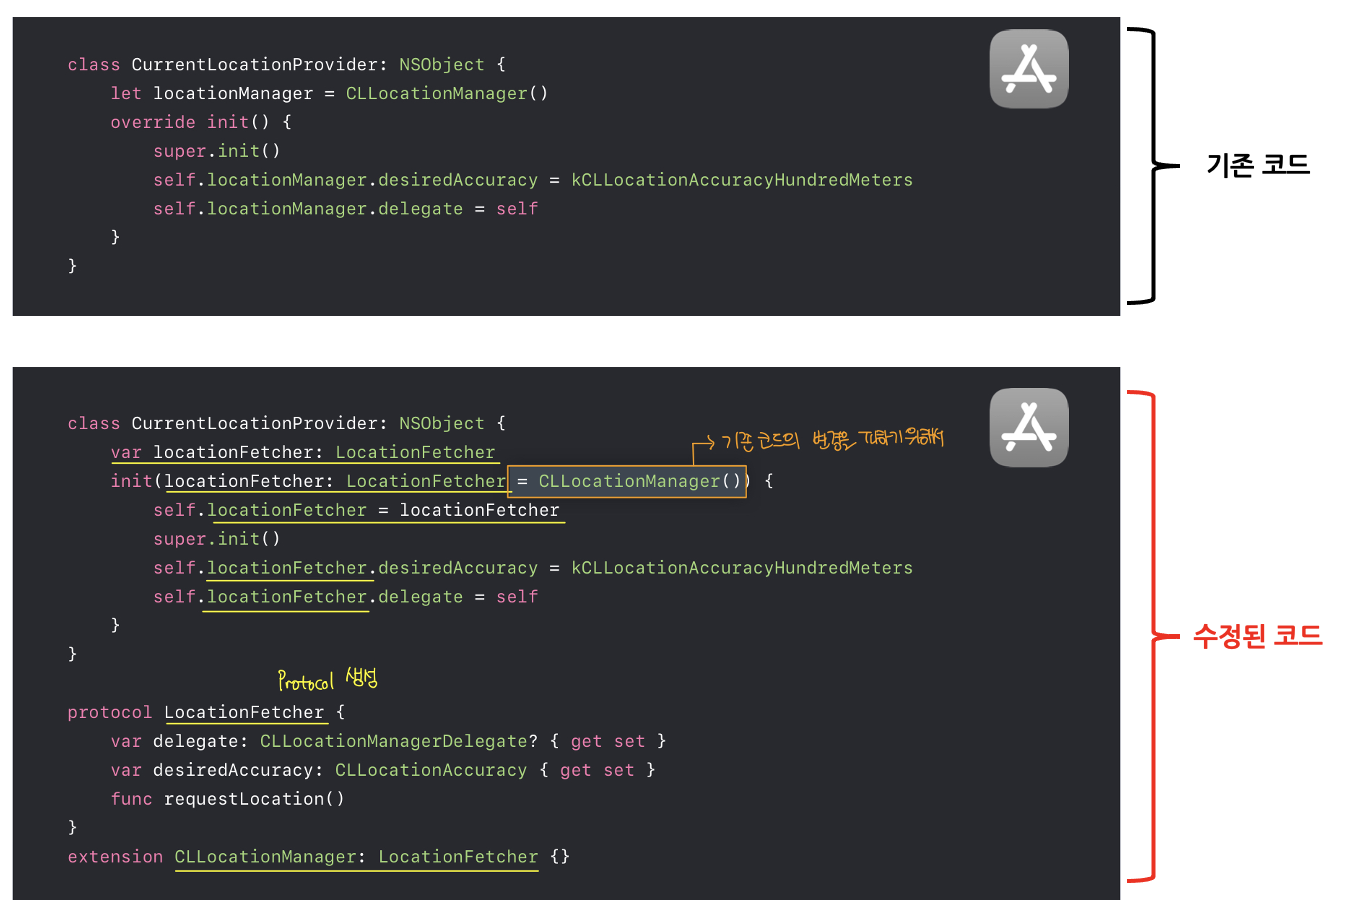 class CurrentLocationProvider: NSObject {
let locationManager = CLLocationManager()
override init() {
super.init()
self.locationManager.desiredAccuracy = kCLLocationAccuracyHundredMeters
self.locationManager.delegate = self
}
}
기존 코드
class CurrentLocationProvider: NSObject {
var locationFetcher: LocationFetcher
기존 코드의 변경을 피하기 위해서
init(locationFetcher: LocationFetcher = CLLocationManager()) {
self.locationFetcher = locationFetcher
super.init()
self.locationFetcher.desiredAccuracy = kCLLocationAccuracyHundredMeters
self.locationFetcher.delegate = self
}
}
수정된 코드
Protocol 생성
protocol LocationFetcher {
var delegate: CLLocationManagerDelegate? { get set }
var desiredAccuracy: CLLocationAccuracy { get set }
func requestLocation()
}
extension CLLocationManager: LocationFetcher {}